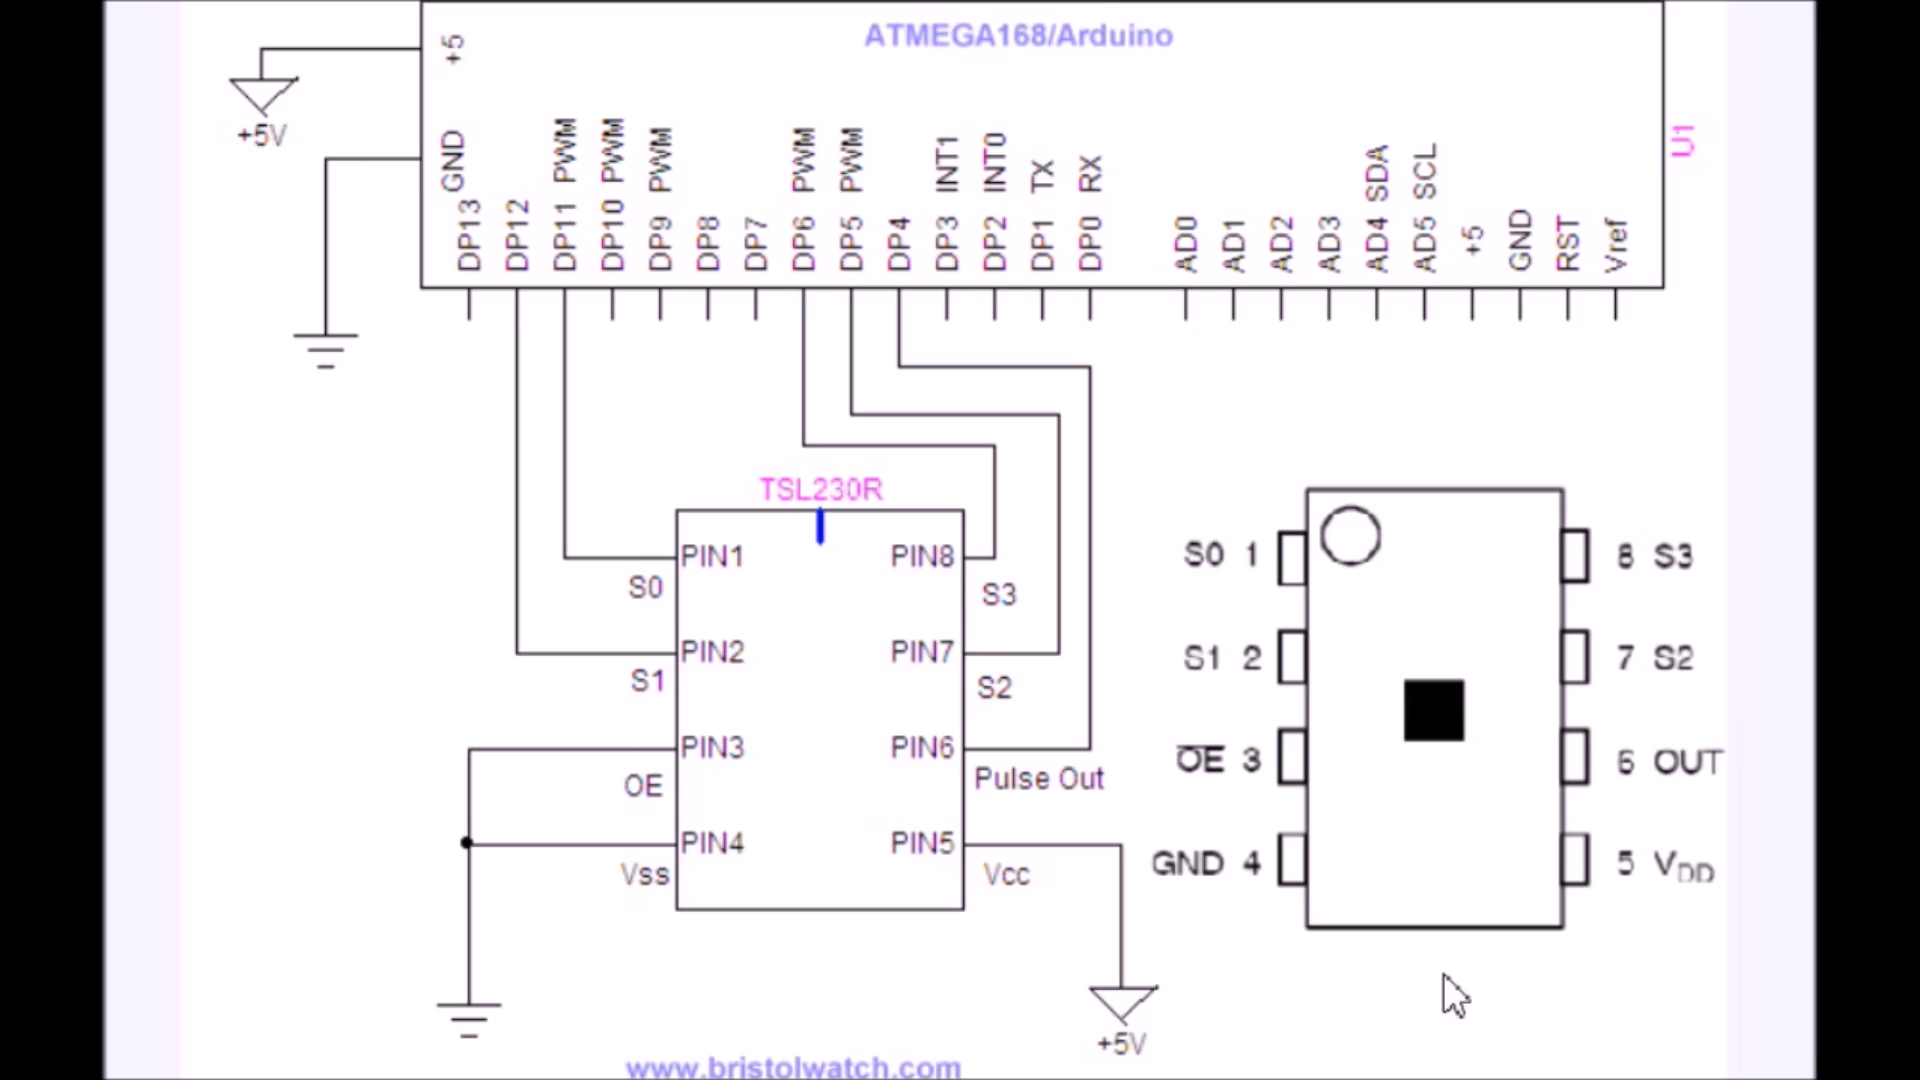 ATMEGA168/Arduino
+5
+5V
GND
U1
DP13
DP12
DP11 PWM
DP10 PWM
DP9 PWM
DP8
DP7
DP6 PWM
DP5 PWM
DP4
DP3 INT1
DP2 INT0
DP1 TX
DP0 RX
AD0
AD1
AD2
AD3
AD4 SDA
AD5 SCL
+5
GND
RST
Vref
TSL230R
PIN1 PIN8
S0 S3
PIN2 PIN7
S1 S2
PIN3 PIN6
OE Pulse Out
PIN4 PIN5
Vss Vcc
+5V
S0 1 8 S3
S1 2 7 S2
OE 3 6 OUT
GND 4 5 VDD
www.bristolwatch.com